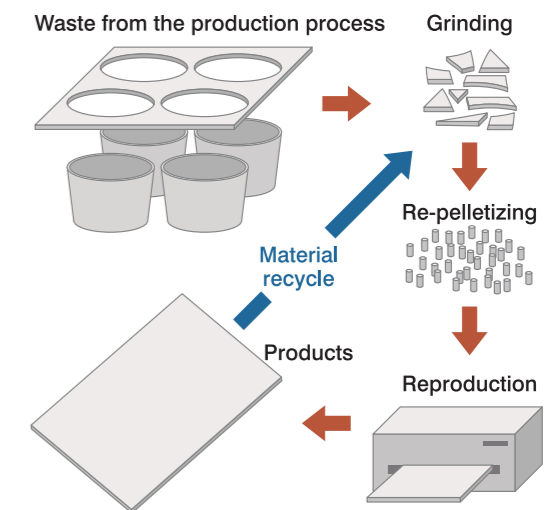 Waste from the production process
Grinding
Re-pelletizing
Material
recycle
Products
Reproduction